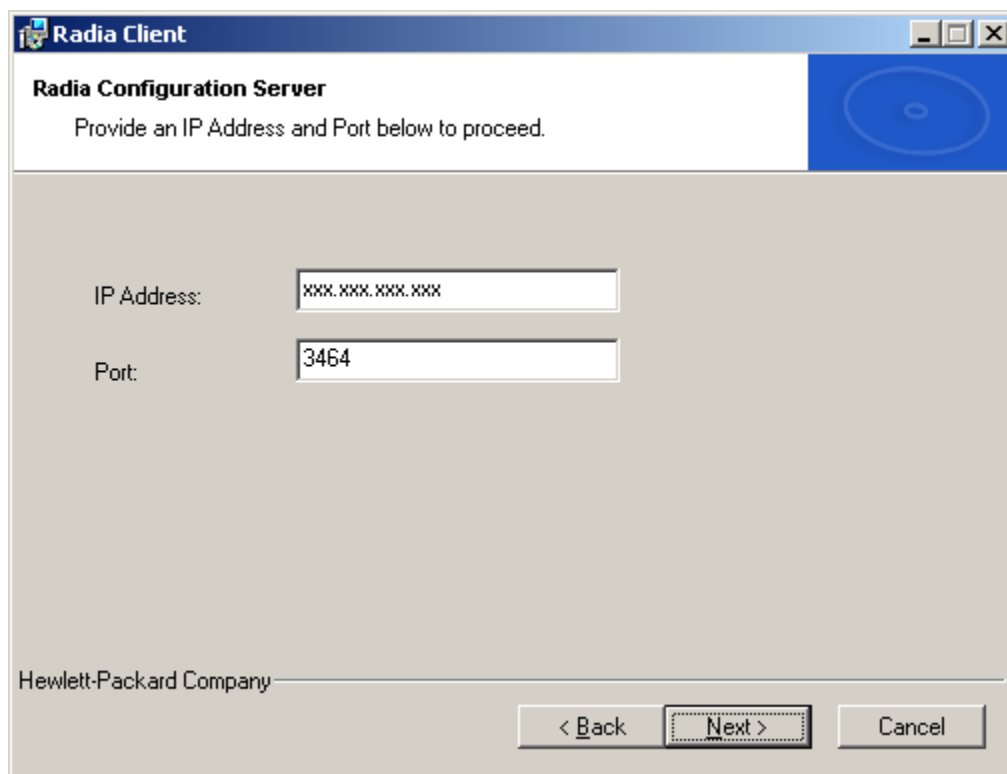 Radia Client
Radia Configuration Server
Provide an IP Address and Port below to proceed.
IP Address:
xxx.xxx.xxx.xxx
Port:
3464
Hewlett-Packard Company
< Back
Next >
Cancel